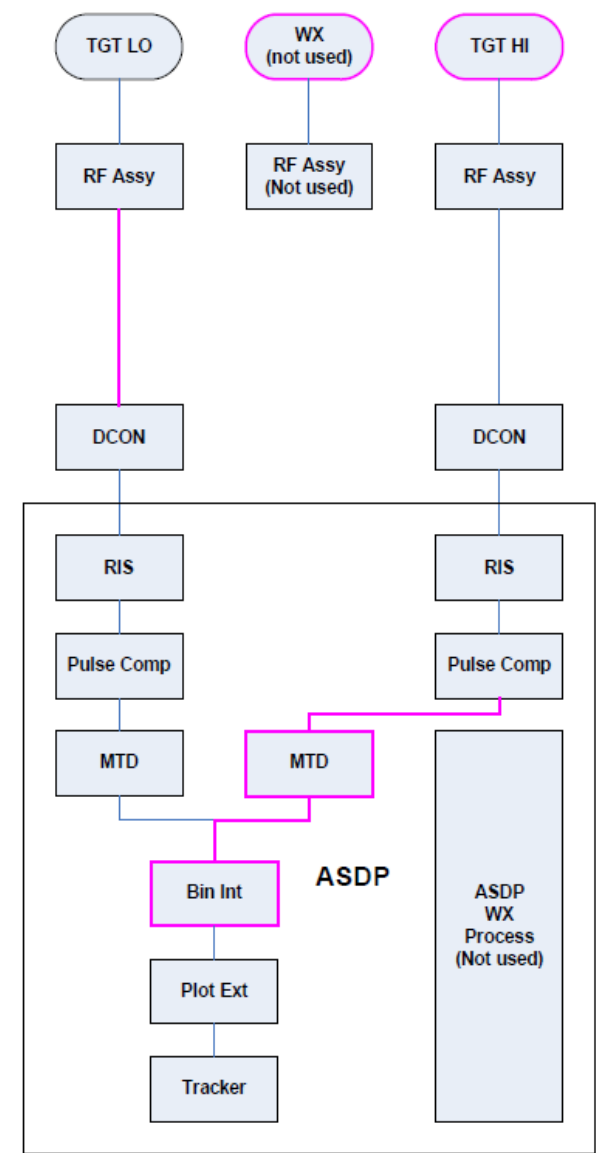 TGT LO
WX
(not used)
TGT HI
RF Assy
RF Assy
(Not used)
RF Assy
DCON
DCON
RIS
RIS
Pulse Comp
Pulse Comp
MTD
MTD
Bin Int
ASDP
ASDP
WX
Process
(Not used)
Plot Ext
Tracker